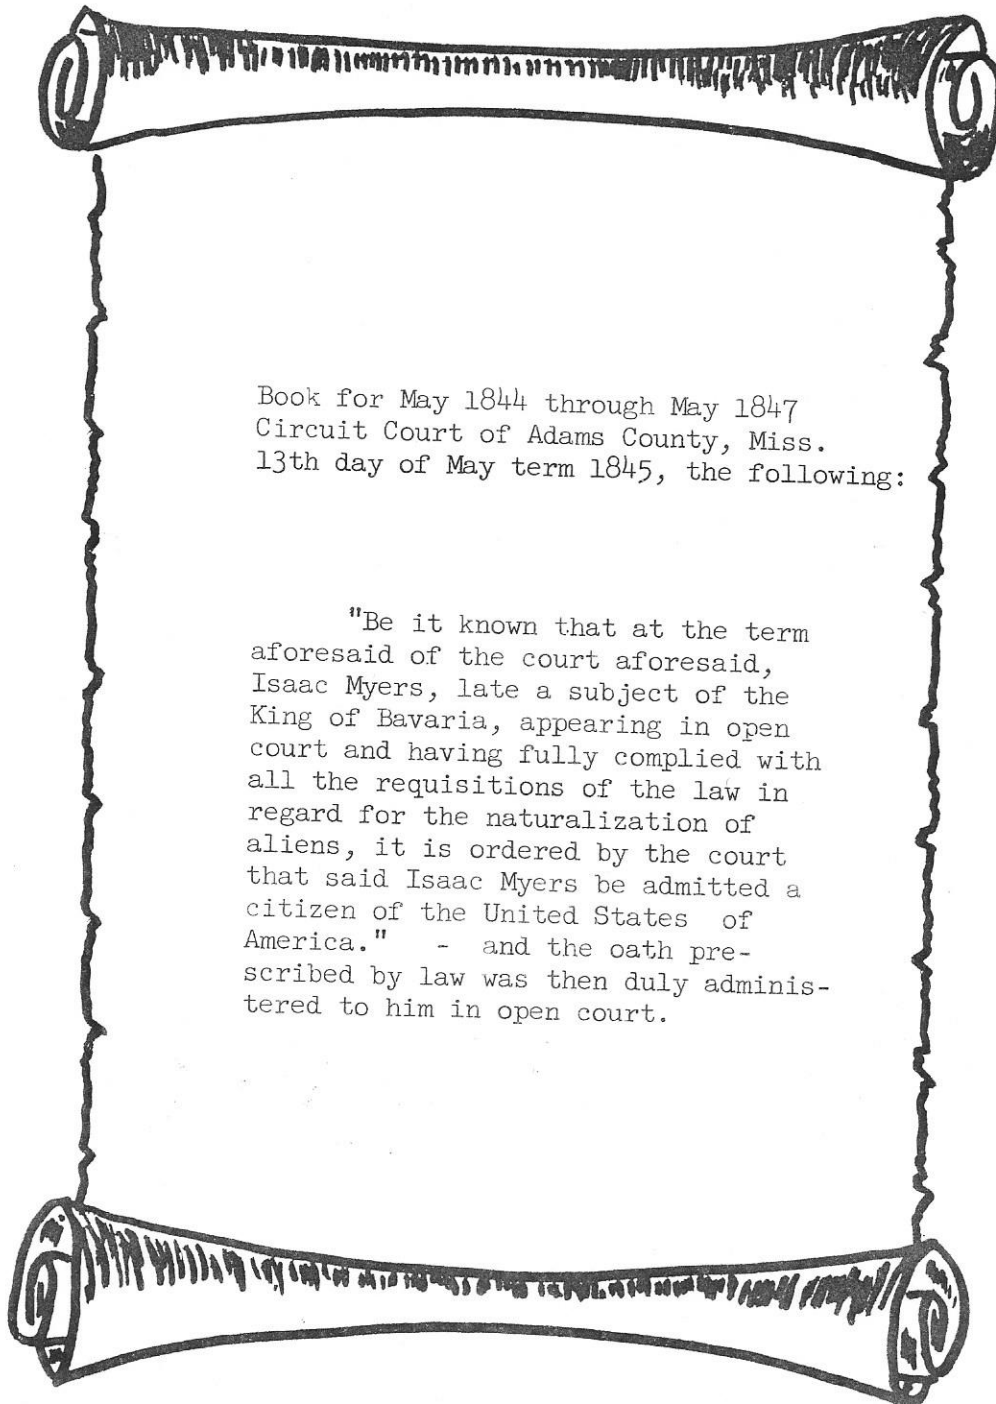 Book for May 1844 through May 1847
Circuit Court of Adams County, Miss.
13th day of May term 1845, the following:
"Be it known that at the term
aforesaid of the court aforesaid,
Isaac Myers, late a subject of the
King of Bavaria, appearing in open
court and having fully complied with
all the requisitions of the law in
regard for the naturalization of
aliens, it is ordered by the court
that said Isaac Myers be admitted a
citizen of the United States of
America." - and the oath pre-
scribed by law was then duly adminis-
tered to him in open court.